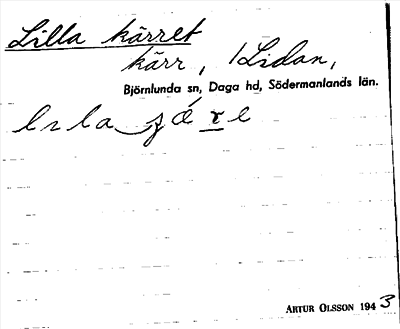 Lilla kärret
kärr, /Lidan,
Björnlunda sn, Daga hd, Södermanlands län.
Artur Olsson 1943